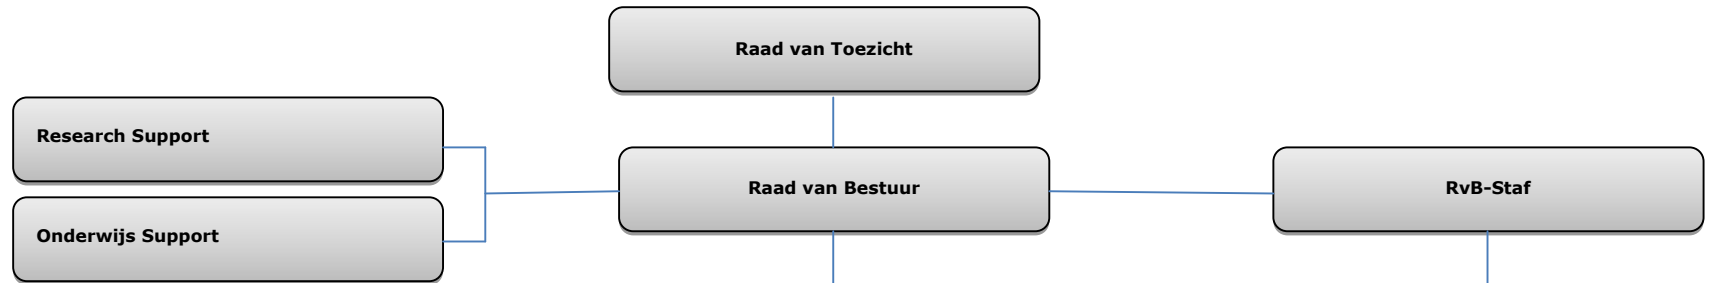 Raad van Toezicht
Research Support
Raad van Bestuur
RvB-Staf
Onderwijs Support